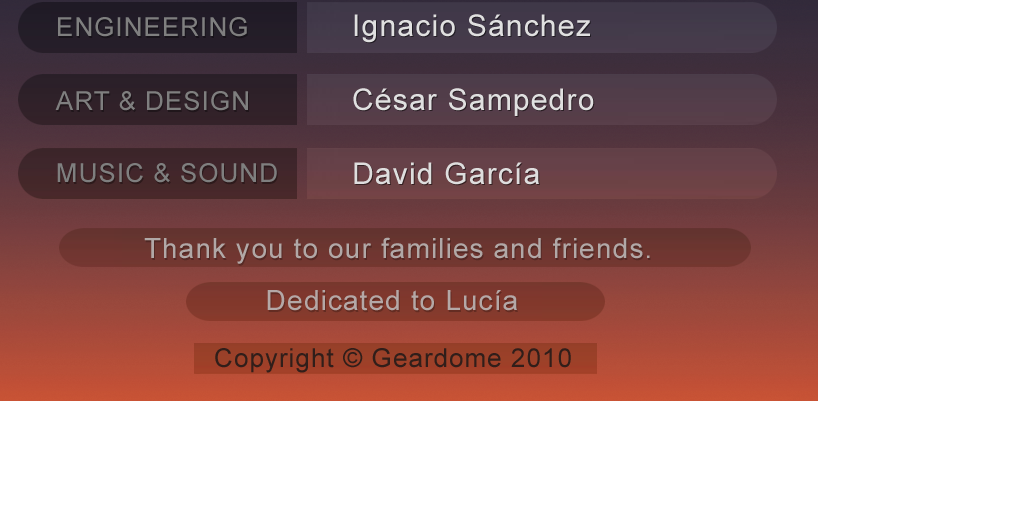 ENGINEERING Ignacio Sánchez
ART & DESIGN César Sampedro
MUSIC & SOUND David García
Thank you to our families and friends.
Dedicated to Lucía
Copyright © Geardome 2010